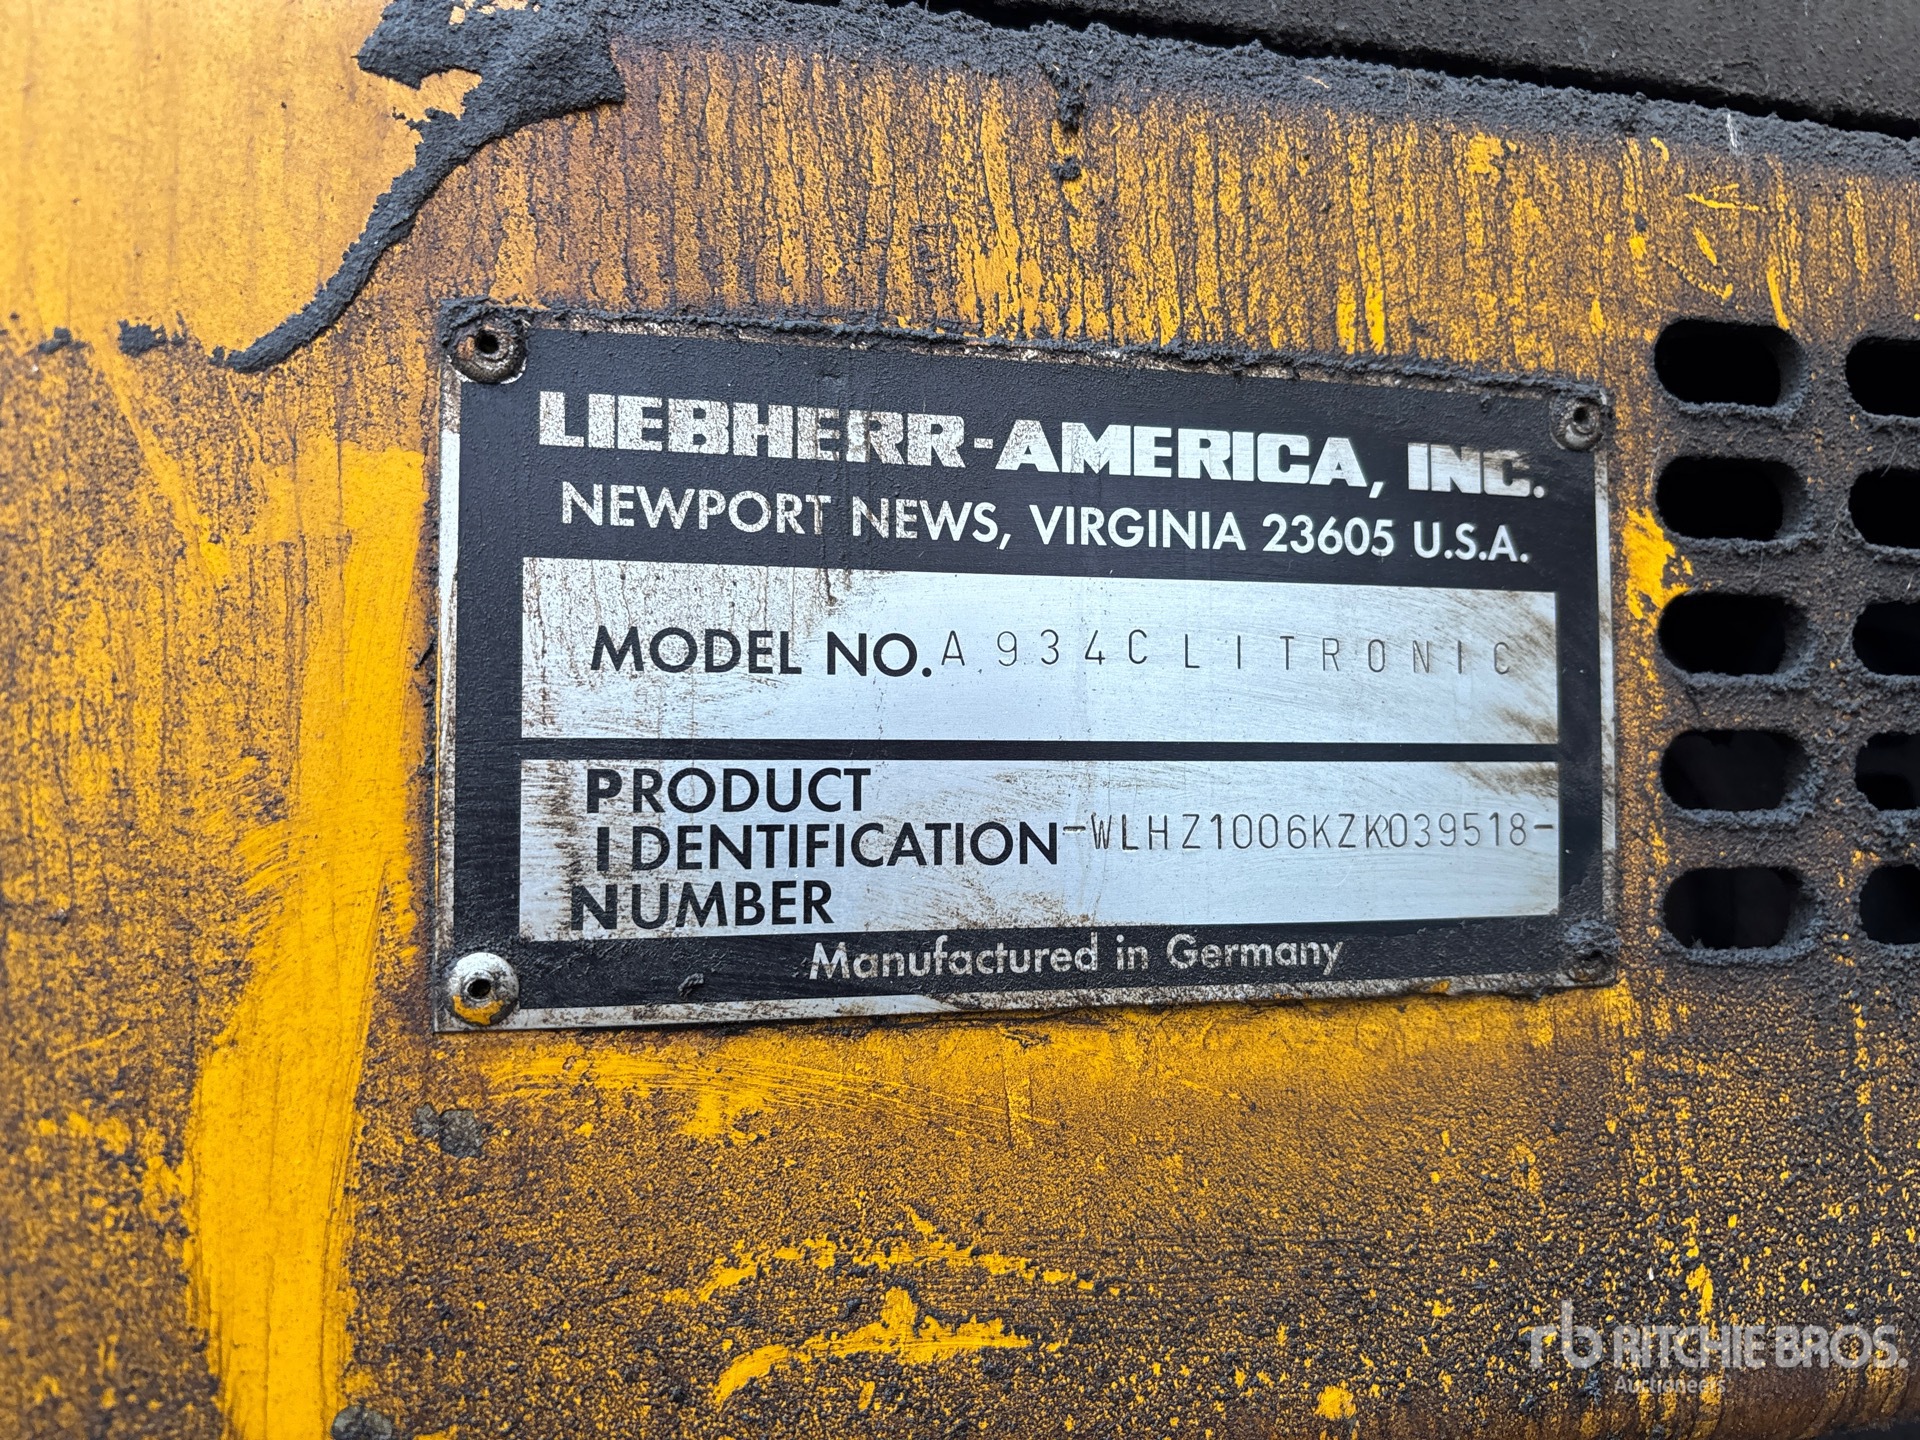 LIEBHERR-AMERICA, INC.
NEWPORT NEWS, VIRGINIA 23605 U.S.A.
MODEL NO. A 934C LITRONIC
PRODUCT
IDENTIFICATION -WLHZ1006KZK039518-
NUMBER
Manufactured in Germany
rb RITCHIE BROS.
Auctioneers